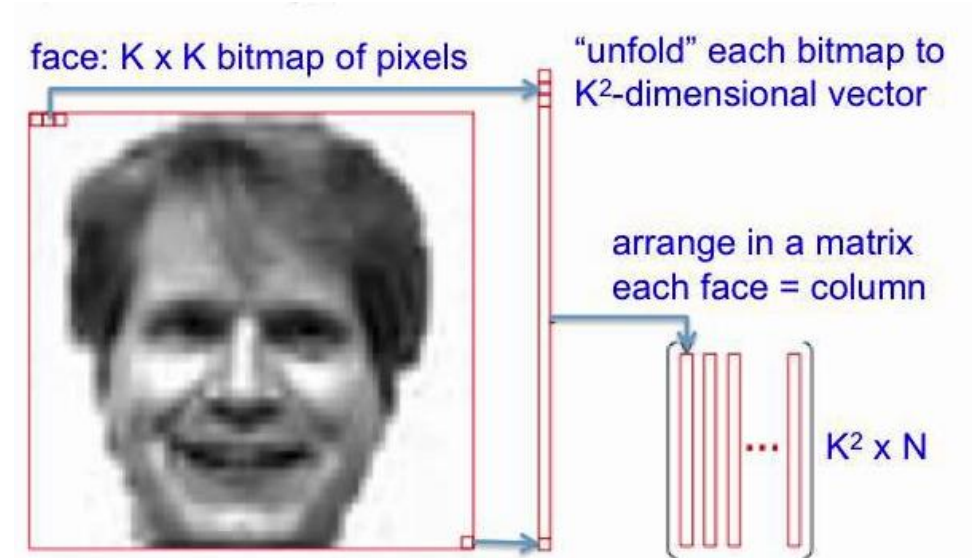 face: K x K bitmap of pixels
“unfold” each bitmap to
K²-dimensional vector
arrange in a matrix
each face = column
...
K² x N